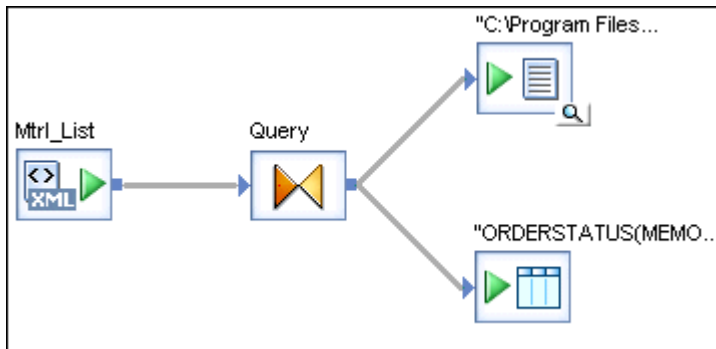 "C:\Program Files...
Mtrl_List
Query
<> XML
"ORDERSTATUS(MEMO...